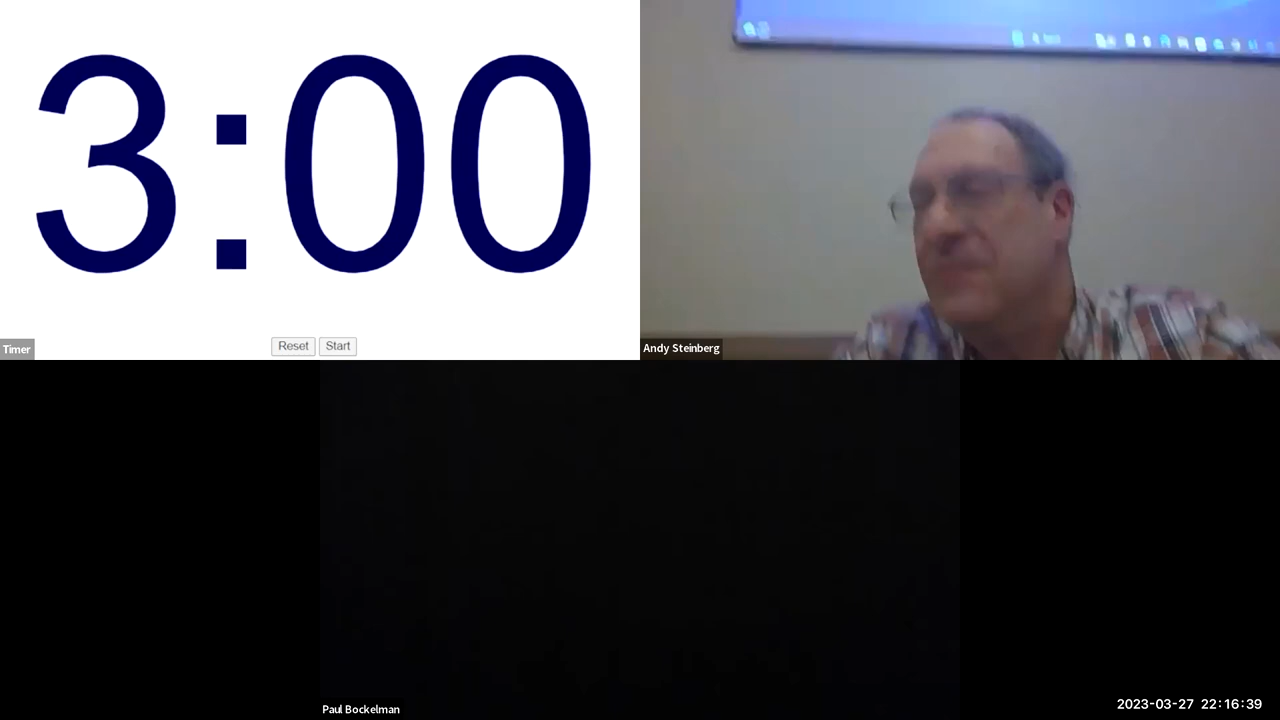 3:00
Reset Start
Timer
Andy Steinberg
Paul Bockelman
2023-03-27 22:16:39